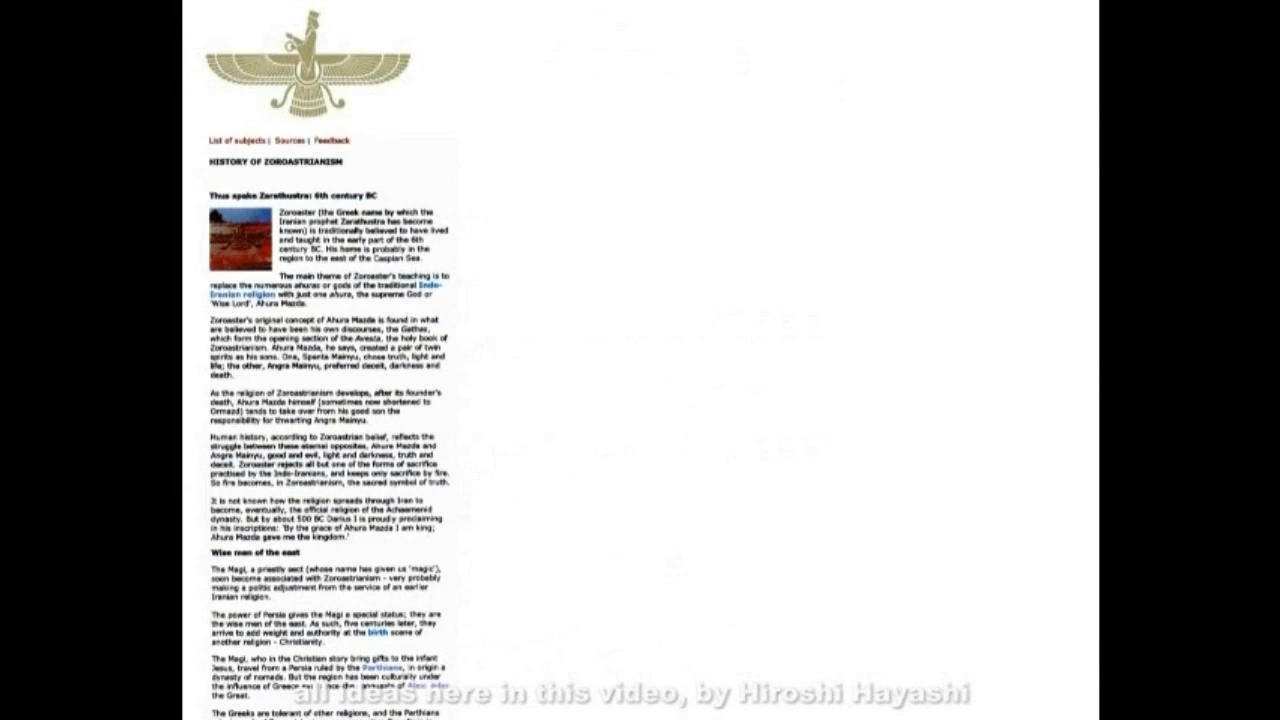 List of subjects | Sources | Feedback
HISTORY OF ZOROASTRIANISM
Thus spake Zarathustra: 6th century BC
Zoroaster (the Greek name by which the
Iranian prophet Zarathustra has become
known) is traditionally believed to have lived
and taught in the early part of the 6th
century BC. His home is probably in the
region to the east of the Caspian Sea.
The main theme of Zoroaster's teaching is to
replace the numerous ahuras or gods of the traditional Indo-
Iranian religion with just one ahura, the supreme God or
'Wise Lord', Ahura Mazda.
Zoroaster's original concept of Ahura Mazda is found in what
are believed to have been his own discourses, the Gathas,
which form the opening section of the Avesta, the holy book of
Zoroastrianism. Ahura Mazda, he says, created a pair of twin
spirits as his sons. One, Spenta Mainyu, chose truth, light and
life; the other, Angra Mainyu, preferred deceit, darkness and
death.
As the religion of Zoroastrianism develops, after its founder's
death, Ahura Mazda himself (sometimes now shortened to
Ormazd) tends to take over from his good son the
responsibility for thwarting Angra Mainyu.
Human history, according to Zoroastrian belief, reflects the
struggle between these eternal opposites, Ahura Mazda and
Angra Mainyu, good and evil, light and darkness, truth and
deceit. Zoroaster rejects all but one of the forms of sacrifice
practised by the Indo-Iranians, and keeps only sacrifice by fire.
So fire becomes, in Zoroastrianism, the sacred symbol of truth.
It is not known how the religion spreads through Iran to
become, eventually, the official religion of the Achaemenid
dynasty. But by about 500 BC Darius I is proudly proclaiming
in his inscriptions: 'By the grace of Ahura Mazda I am king;
Ahura Mazda gave me the kingdom.'
Wise men of the east
The Magi, a priestly sect (whose name has given us 'magic'),
soon become associated with Zoroastrianism - very probably
making a politic adjustment from the service of an earlier
Iranian religion.
The power of Persia gives the Magi a special status; they are
the wise men of the east. As such, five centuries later, they
arrive to add weight and authority at the birth scene of
another religion - Christianity.
The Magi, who in the Christian story bring gifts to the infant
Jesus, travel from a Persia ruled by the Parthians, in origin a
dynasty of nomads. But the region has been culturally under
the influence of Greece
the Great.
The Greeks are tolerant of other religions, and the Parthians
all ideas here in this video, by Hiroshi Hayashi